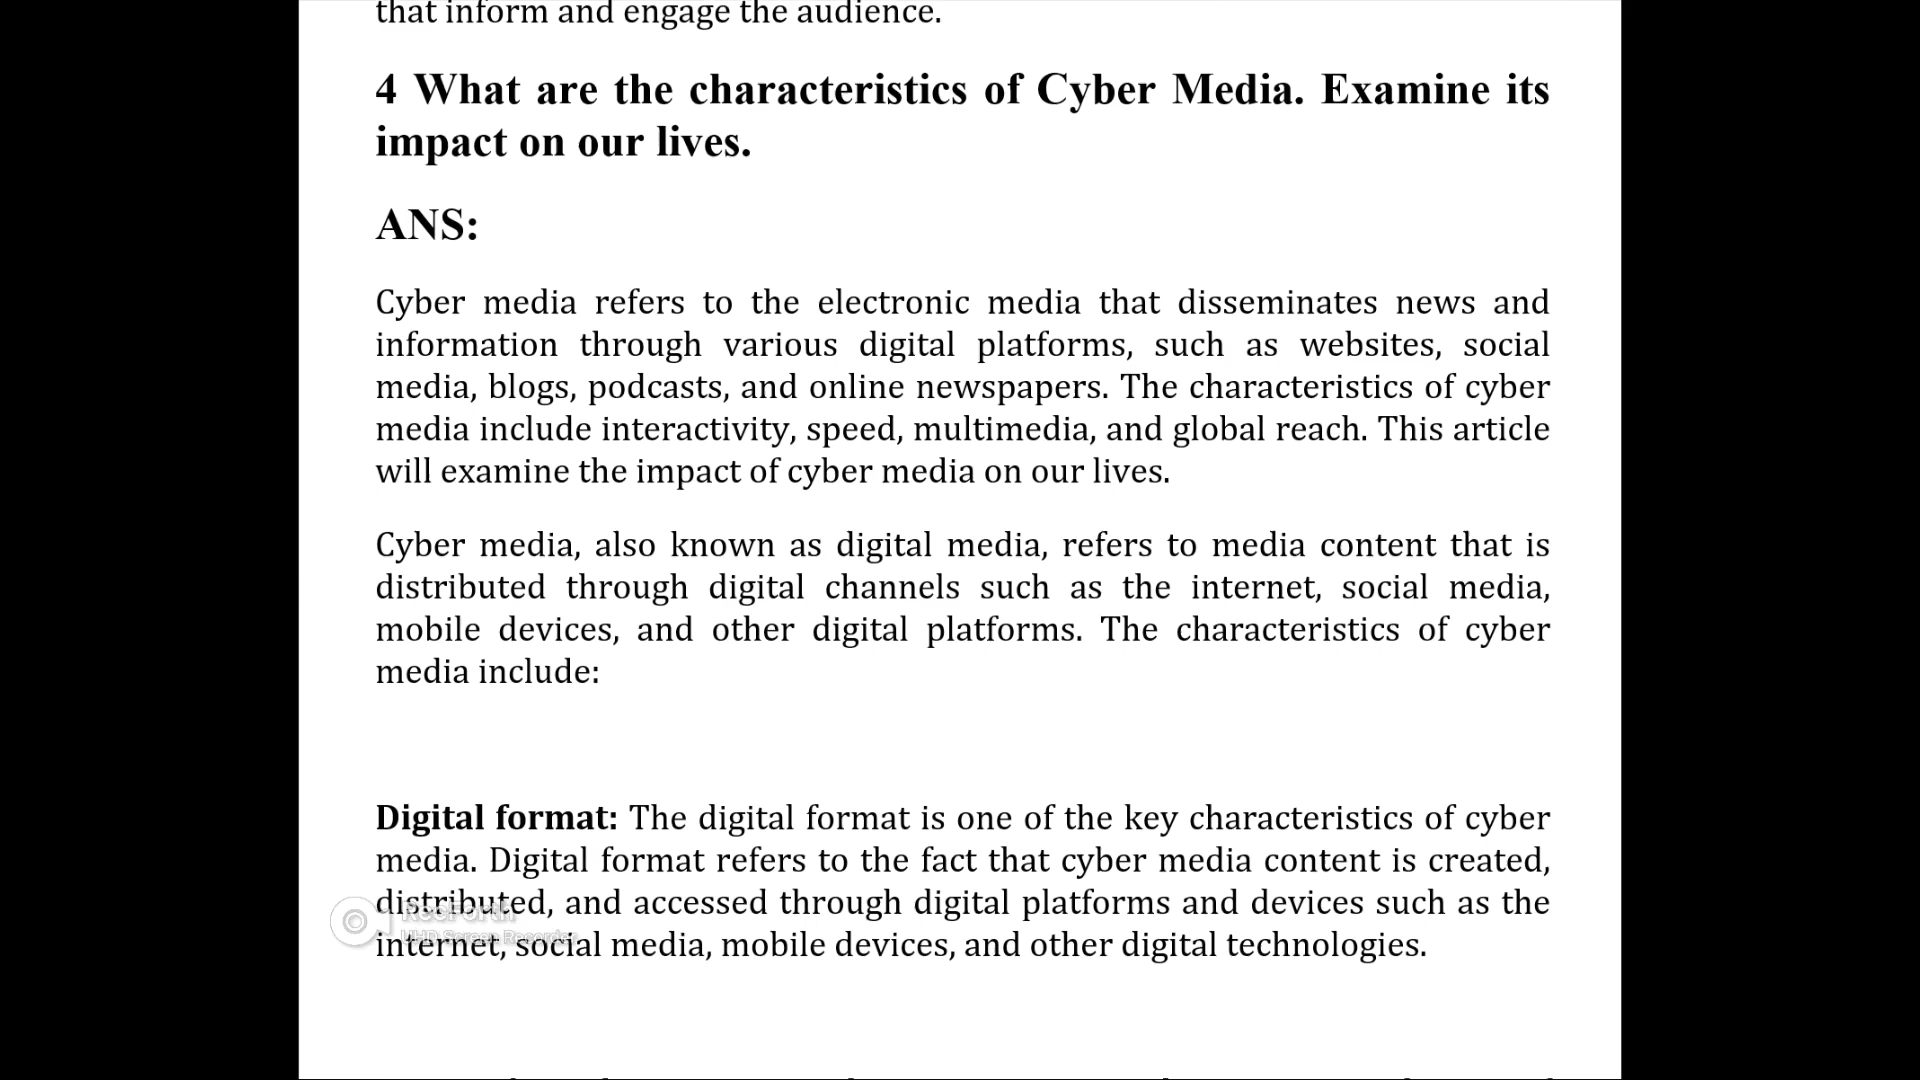 that inform and engage the audience.
4 What are the characteristics of Cyber Media. Examine its
impact on our lives.
ANS:
Cyber media refers to the electronic media that disseminates news and
information through various digital platforms, such as websites, social
media, blogs, podcasts, and online newspapers. The characteristics of cyber
media include interactivity, speed, multimedia, and global reach. This article
will examine the impact of cyber media on our lives.
Cyber media, also known as digital media, refers to media content that is
distributed through digital channels such as the internet, social media,
mobile devices, and other digital platforms. The characteristics of cyber
media include:
Digital format: The digital format is one of the key characteristics of cyber
media. Digital format refers to the fact that cyber media content is created,
distributed, and accessed through digital platforms and devices such as the
internet, social media, mobile devices, and other digital technologies.
RecForth
UHD Screen Recorder